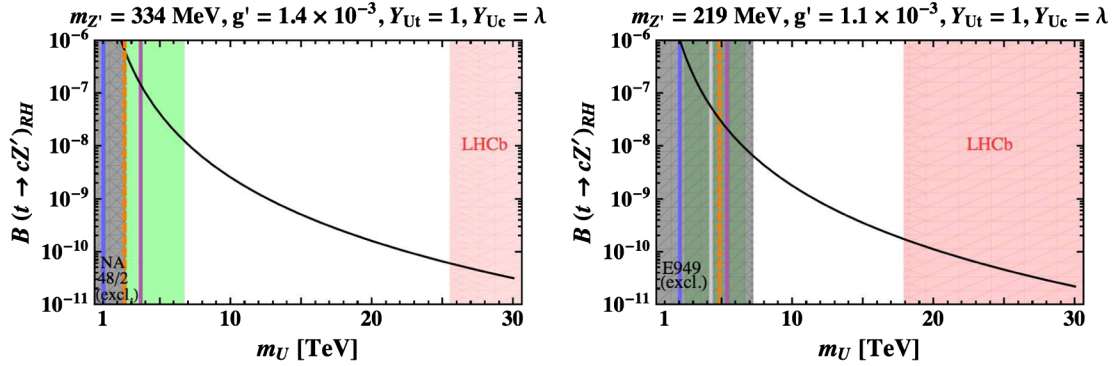 m_{Z'} = 334 MeV, g' = 1.4 × 10^{-3}, Y_{Ut} = 1, Y_{Uc} = λ
B (t → cZ')_{RH}
10^{-6}
10^{-7}
10^{-8}
10^{-9}
10^{-10}
10^{-11}
LHCb
NA
48/2
(excl.)
1 10 20 30
m_U [TeV]
m_{Z'} = 219 MeV, g' = 1.1 × 10^{-3}, Y_{Ut} = 1, Y_{Uc} = λ
B (t → cZ')_{RH}
10^{-6}
10^{-7}
10^{-8}
10^{-9}
10^{-10}
10^{-11}
LHCb
E949
(excl.)
1 10 20 30
m_U [TeV]